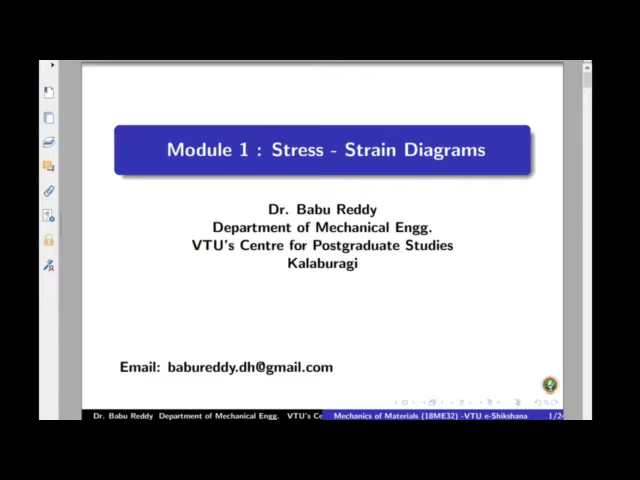 Module 1 : Stress - Strain Diagrams
Dr. Babu Reddy
Department of Mechanical Engg.
VTU's Centre for Postgraduate Studies
Kalaburagi
Email: babureddy.dh@gmail.com
Dr. Babu Reddy Department of Mechanical Engg. VTU's Ce Mechanics of Materials (18ME32) -VTU e-Shikshana 1/24